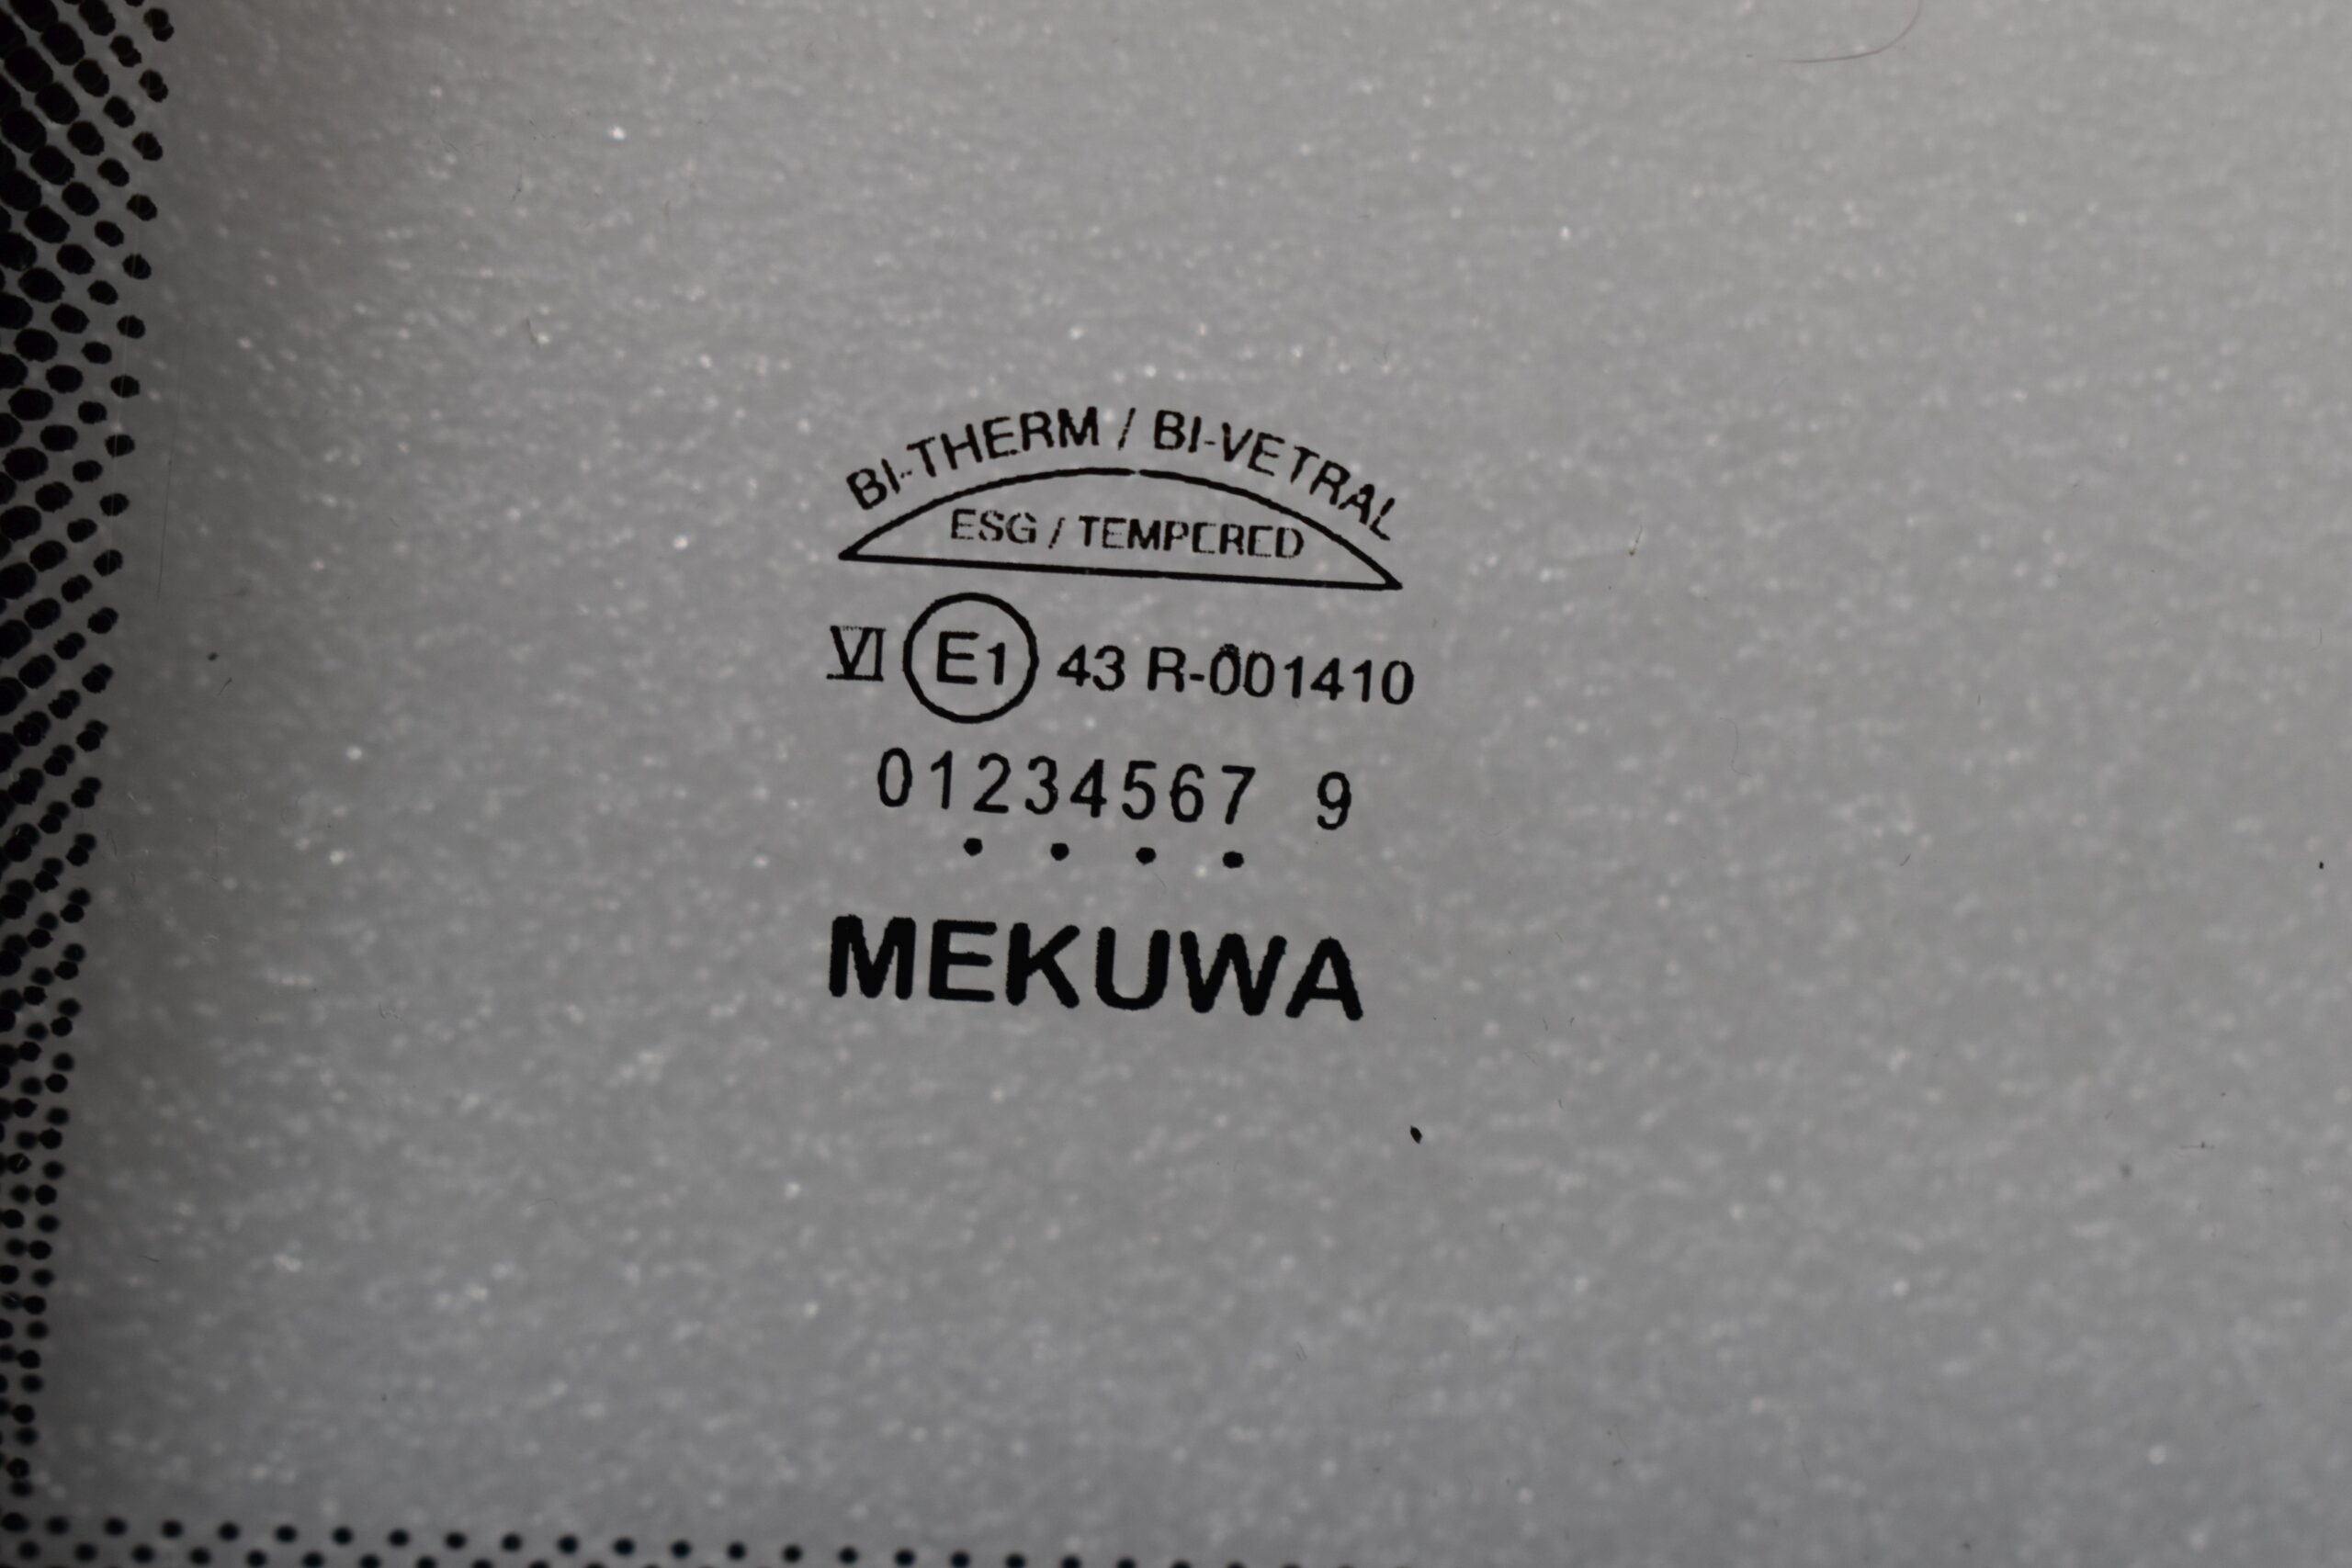 BI-THERM / BI-VETRAL
ESG / TEMPERED
VI E1 43 R-001410
01234567 9
• • • •
MEKUWA